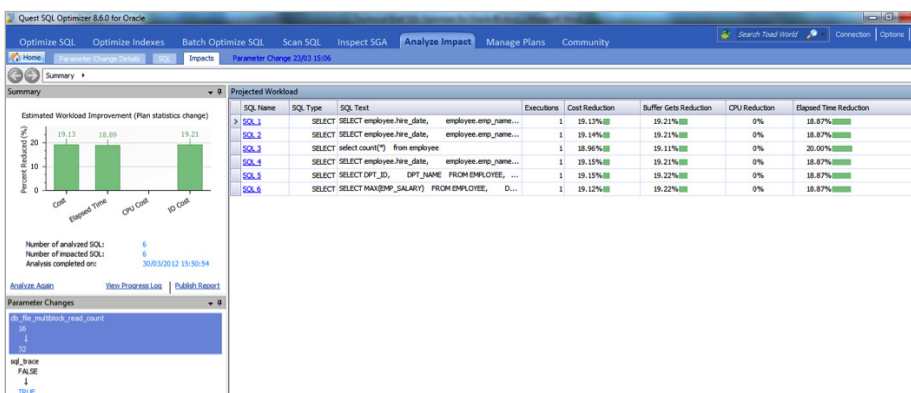 Quest SQL Optimizer 8.6.0 for Oracle
Optimize SQL Optimize Indexes Batch Optimize SQL Scan SQL Inspect SGA Analyze Impact Manage Plans Community
Search Toad World Connection Options
Home Parameter Change Details SQL Impacts Parameter Change 23/03 15:06
Summary
Summary
Estimated Workload Improvement (Plan statistics change)
Percent Reduced (%)
20
10
0
19.13 18.89 19.21
Cost Elapsed Time CPU Cost IO Cost
Number of analyzed SQL: 6
Number of impacted SQL: 6
Analysis completed on: 30/03/2012 15:50:54
Analyze Again View Progress Log Publish Report
Parameter Changes
db_file_multiblock_read_count
16
↓
32
sql_trace
FALSE
↓
TRUE
Projected Workload
SQL Name SQL Type SQL Text Executions Cost Reduction Buffer Gets Reduction CPU Reduction Elapsed Time Reduction
SQL 1 SELECT SELECT employee.hire_date, employee.emp_name... 1 19.13% 19.21% 0% 18.87%
SQL 2 SELECT SELECT employee.hire_date, employee.emp_name... 1 19.14% 19.21% 0% 18.87%
SQL 3 SELECT select count(*) from employee 1 18.96% 19.11% 0% 20.00%
SQL 4 SELECT SELECT employee.hire_date, employee.emp_name... 1 19.15% 19.21% 0% 18.87%
SQL 5 SELECT SELECT DPT_ID, DPT_NAME FROM EMPLOYEE, ... 1 19.15% 19.22% 0% 18.87%
SQL 6 SELECT SELECT MAX(EMP_SALARY) FROM EMPLOYEE, D... 1 19.12% 19.22% 0% 18.87%